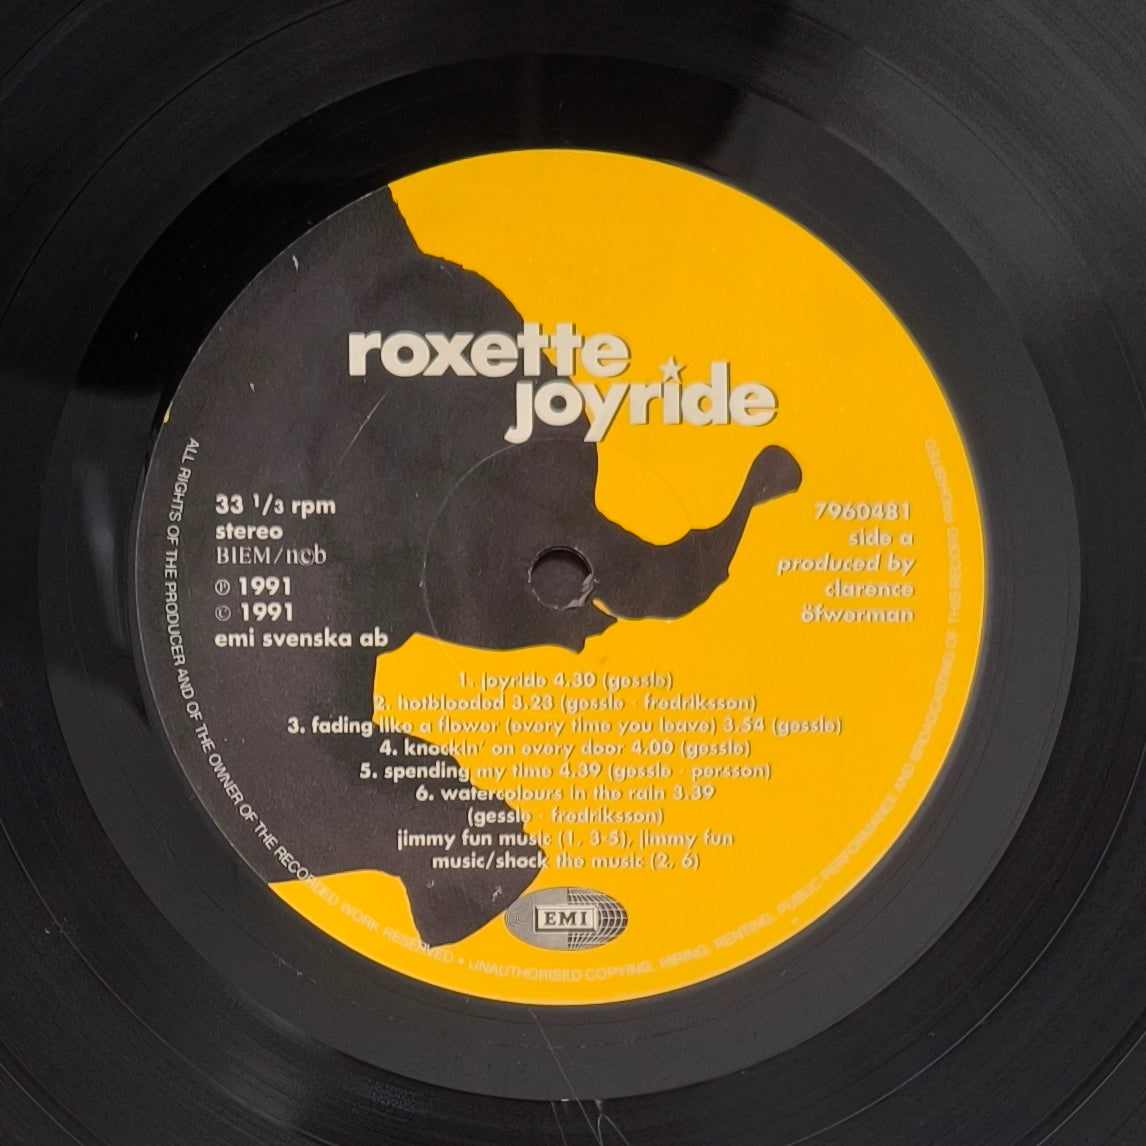 roxette
joyride
33 1/3 rpm
stereo
BIEM/n©b
℗ 1991
© 1991
emi svenska ab
7960481
side a
produced by
clarence
öfwerman
1. joyride 4.30 (gessle)
2. hotblooded 3.23 (gessle - fredriksson)
3. fading like a flower (every time you leave) 3.54 (gessle)
4. knockin' on every door 4.00 (gessle)
5. spending my time 4.39 (gessle - persson)
6. watercolours in the rain 3.39
(gessle - fredriksson)
jimmy fun music (1, 3-5), jimmy fun
music/shock the music (2, 6)
EMI
ALL RIGHTS OF THE PRODUCER AND OF THE OWNER OF THE RECORDED WORK RESERVED • UNAUTHORISED COPYING, HIRING, RENTING, PUBLIC PERFORMANCE AND BROADCASTING OF THIS RECORD PROHIBITED